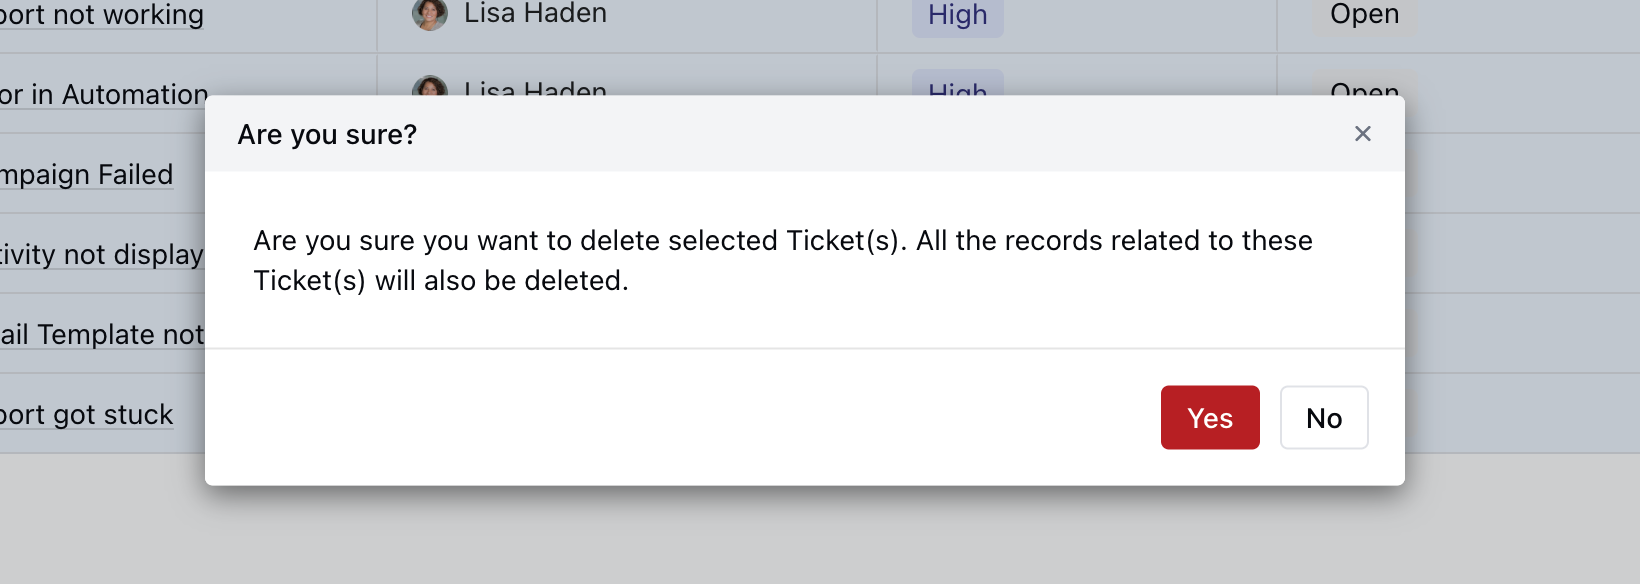 port not working Lisa Haden High Open
or in Automation Lisa Haden High Open
Are you sure?
mpaign Failed
Are you sure you want to delete selected Ticket(s). All the records related to these
tivity not display
Ticket(s) will also be deleted.
ail Template not
port got stuck
Yes No